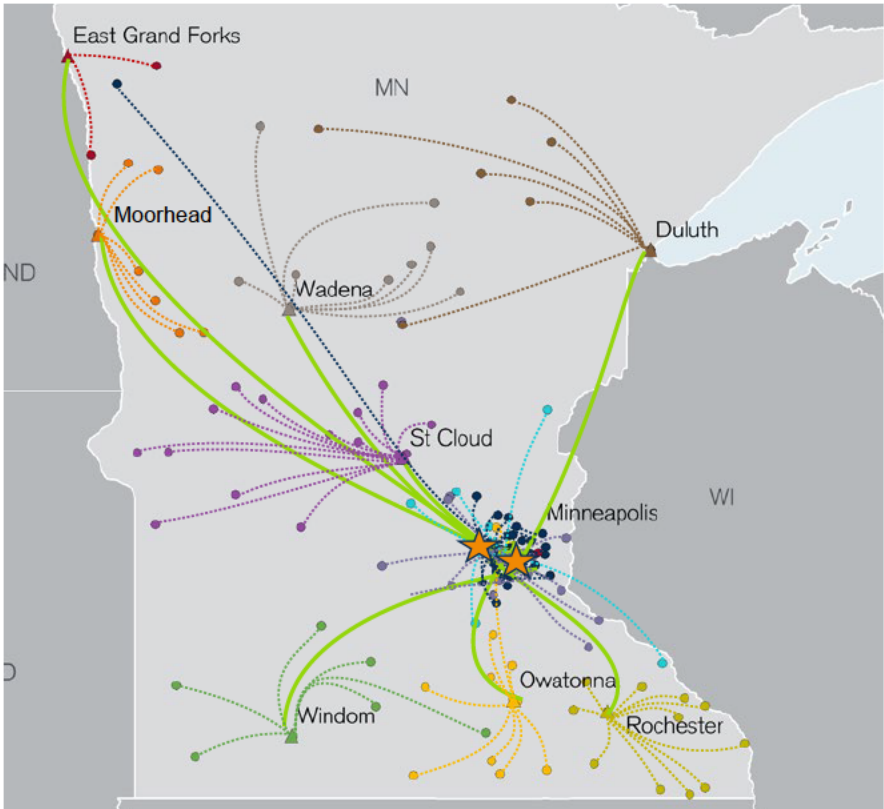 East Grand Forks
MN
Moorhead
Duluth
ND
Wadena
St Cloud
WI
Minneapolis
D
Owatonna
Windom
Rochester